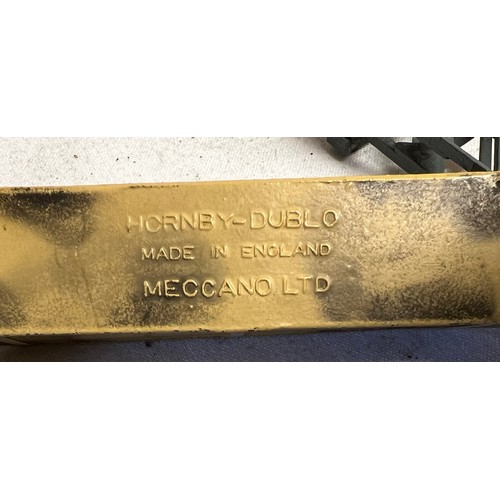 HORNBY-DUBLO
MADE IN ENGLAND
MECCANO LTD